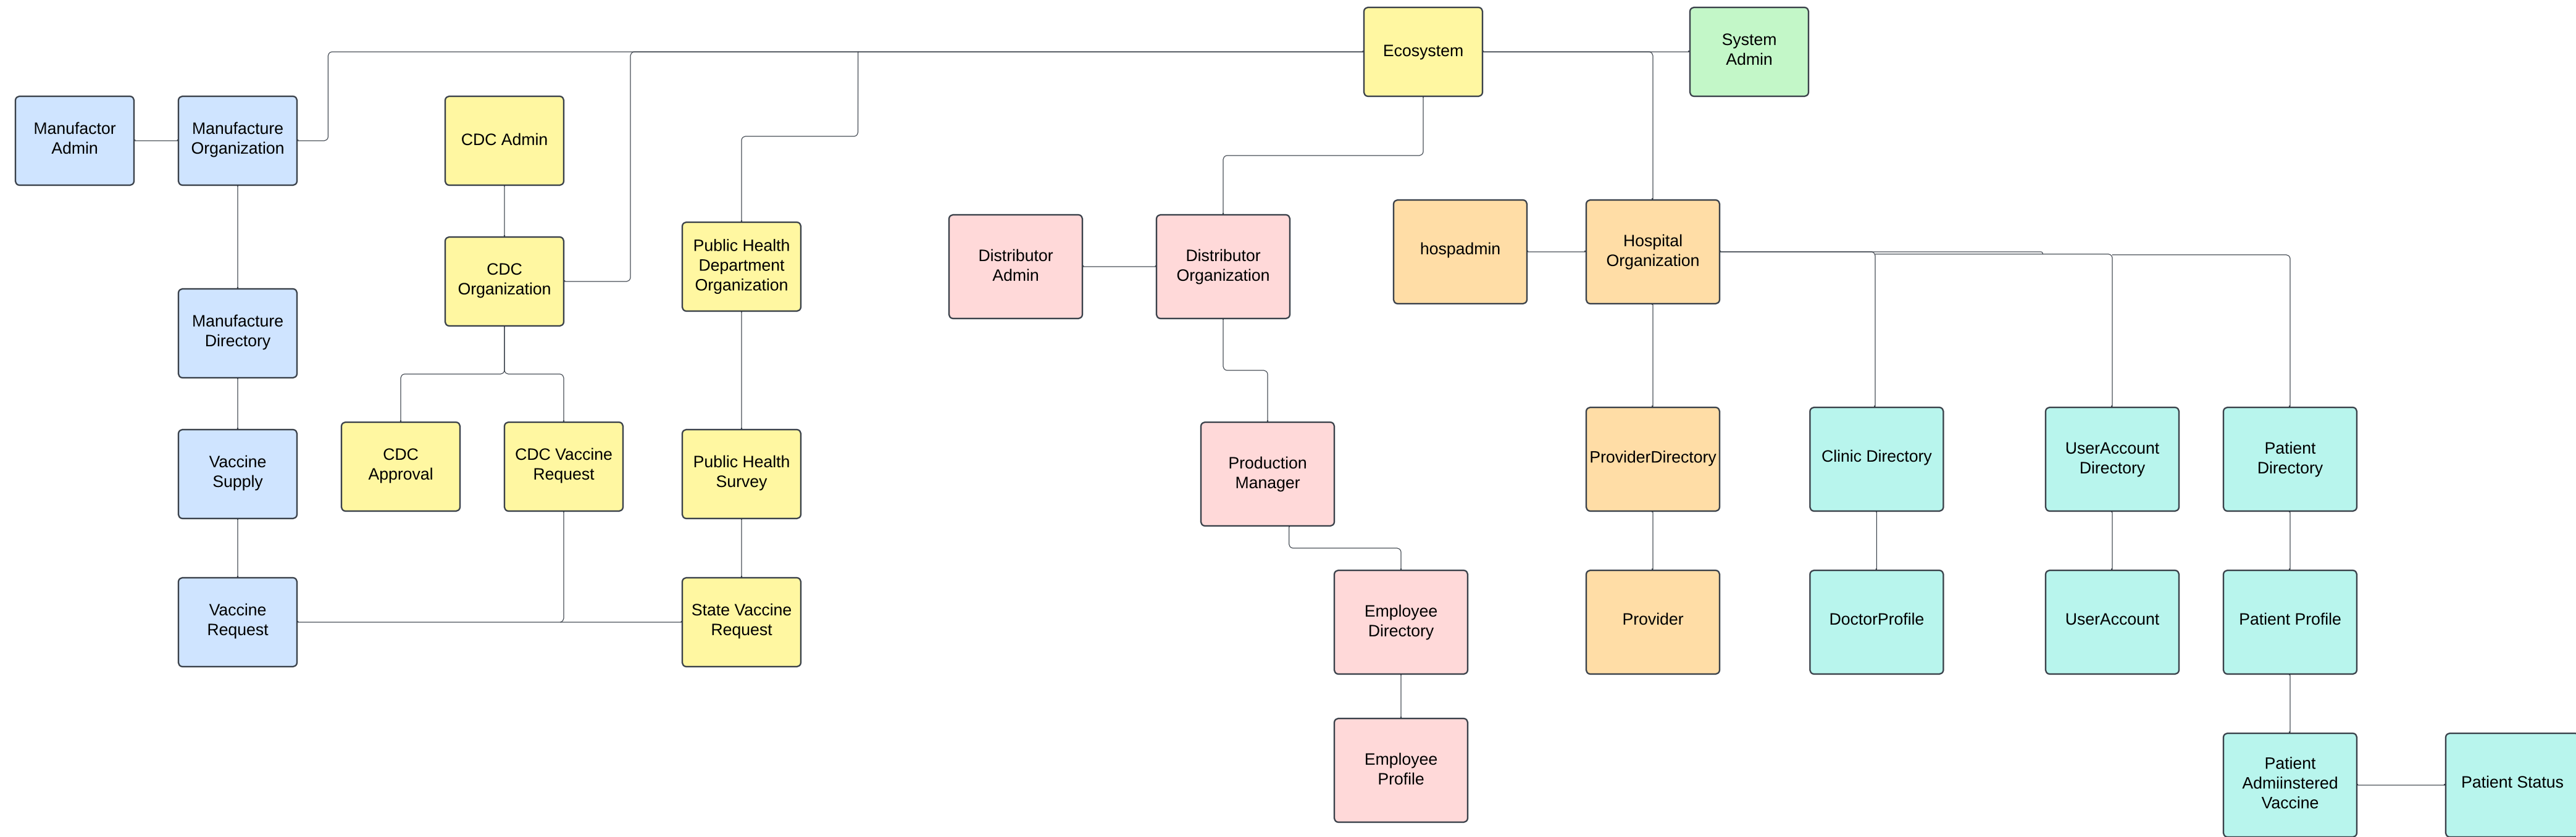 Ecosystem
System
Admin
Manufactor
Admin
Manufacture
Organization
CDC Admin
Public Health
Department
Organization
CDC
Organization
Distributor
Admin
Distributor
Organization
hospadmin
Hospital
Organization
Manufacture
Directory
Vaccine
Supply
CDC
Approval
CDC Vaccine
Request
Public Health
Survey
Production
Manager
ProviderDirectory
Clinic Directory
UserAccount
Directory
Patient
Directory
Vaccine
Request
State Vaccine
Request
Employee
Directory
Provider
DoctorProfile
UserAccount
Patient Profile
Employee
Profile
Patient
Admiinstered
Vaccine
Patient Status